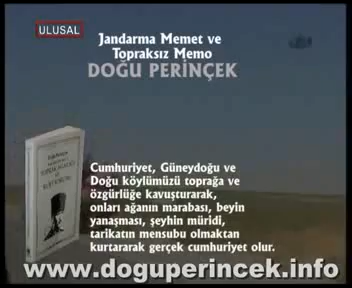 ULUSAL
Jandarma Memet ve
Topraksız Memo
DOĞU PERİNÇEK
Cumhuriyet, Güneydoğu ve
Doğu köylümüzü toprağa ve
özgürlüğe kavuşturarak,
onları ağanın marabası, beyin
yanaşması, şeyhin müridi,
tarikatın mensubu olmaktan
kurtararak gerçek cumhuriyet olur.
www.doguperincek.info